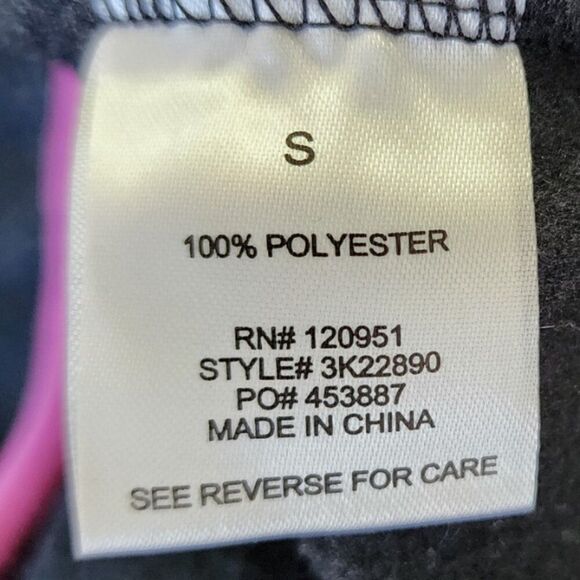 S
100% POLYESTER
RN# 120951
STYLE# 3K22890
PO# 453887
MADE IN CHINA
SEE REVERSE FOR CARE